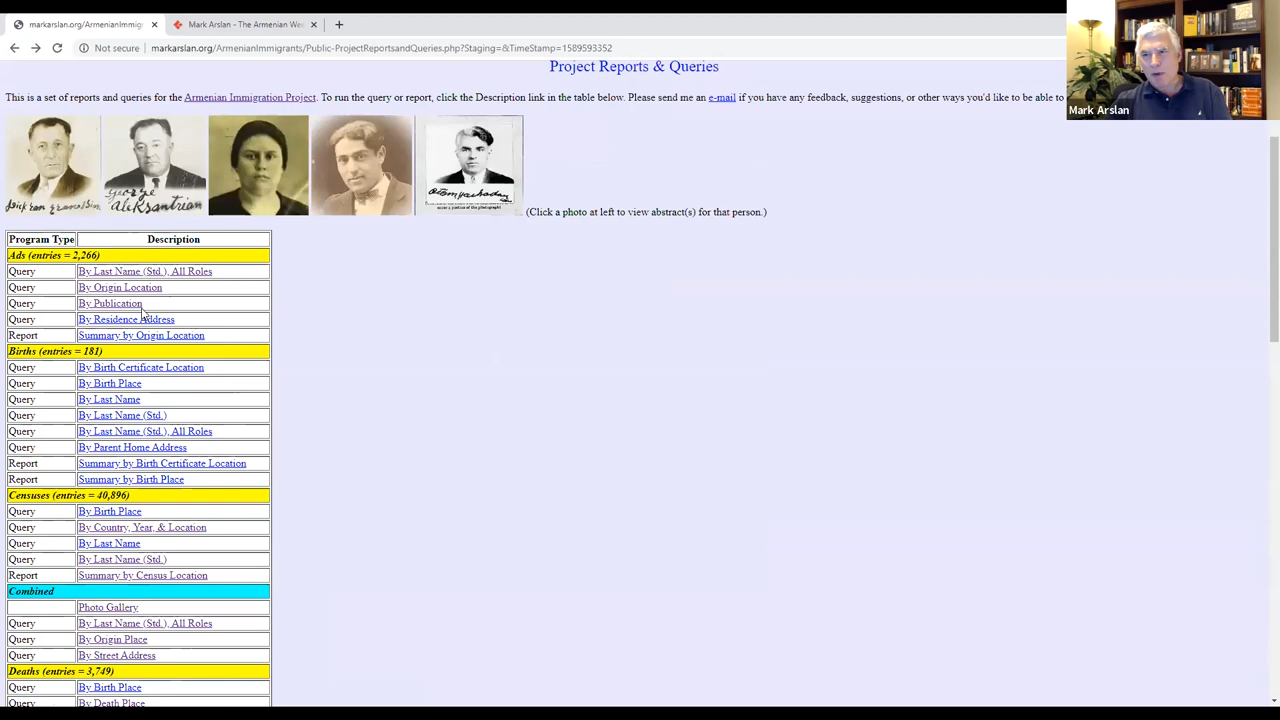 markarslan.org/ArmenianImmig
Mark Arslan - The Armenian Wee
Not secure
markarslan.org/ArmenianImmigrants/Public-ProjectReportsandQueries.php?Staging=&TimeStamp=1589593352
Mark Arslan
Project Reports & Queries
This is a set of reports and queries for the Armenian Immigration Project. To run the query or report, click the Description link in the table below. Please send me an e-mail if you have any feedback, suggestions, or other ways you'd like to be able to
George
Aleksantrian
(Click a photo at left to view abstract(s) for that person.)
Program Type Description
Ads (entries = 2,266)
Query By Last Name (Std.), All Roles
Query By Origin Location
Query By Publication
Query By Residence Address
Report Summary by Origin Location
Births (entries = 181)
Query By Birth Certificate Location
Query By Birth Place
Query By Last Name
Query By Last Name (Std.)
Query By Last Name (Std.), All Roles
Query By Parent Home Address
Report Summary by Birth Certificate Location
Report Summary by Birth Place
Censuses (entries = 40,896)
Query By Birth Place
Query By Country, Year, & Location
Query By Last Name
Query By Last Name (Std.)
Report Summary by Census Location
Combined
Photo Gallery
Query By Last Name (Std.), All Roles
Query By Origin Place
Query By Street Address
Deaths (entries = 3,749)
Query By Birth Place
Query By Death Place